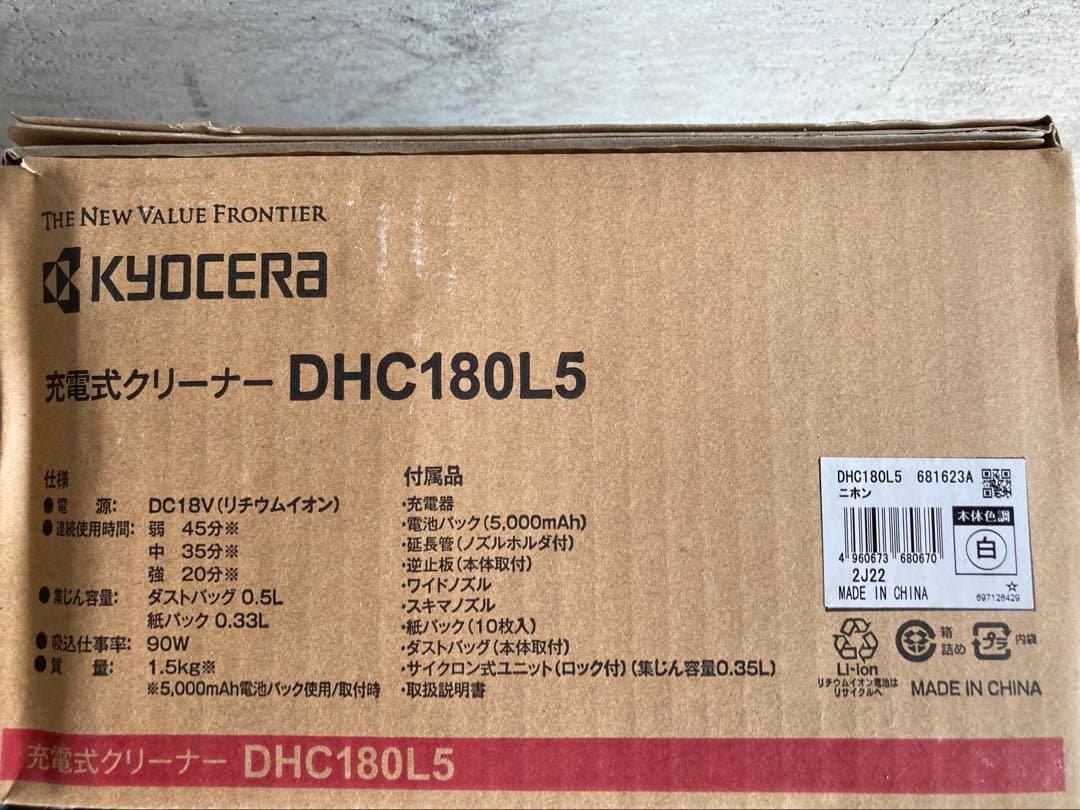 THE NEW VALUE FRONTIER
KYOCERA
充電式クリーナー DHC180L5
仕様
●電　源: DC18V(リチウムイオン)
●連続使用時間: 弱 45分※
中 35分※
強 20分※
●集じん容量: ダストバッグ 0.5L
紙パック 0.33L
●吸込仕事率: 90W
●質　量: 1.5kg※
※5,000mAh電池パック使用/取付時
付属品
・充電器
・電池パック(5,000mAh)
・延長管(ノズルホルダ付)
・逆止板(本体取付)
・ワイドノズル
・スキマノズル
・紙パック(10枚入)
・ダストバッグ(本体取付)
・サイクロン式ユニット(ロック付)(集じん容量0.35L)
・取扱説明書
DHC180L5 681623A
ニホン
本体色調
白
4 960673 680670
2J22
MADE IN CHINA
☆
697126429
Li-ion
リチウムイオン電池は
リサイクルへ
箱
詰め
プラ
内袋
MADE IN CHINA
充電式クリーナー DHC180L5